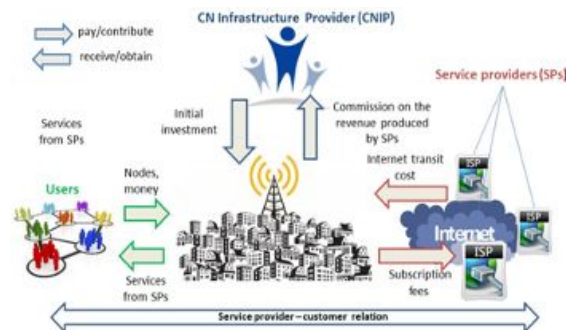 CN Infrastructure Provider (CNIP)
pay/contribute
receive/obtain
Service providers (SPs)
Services
from SPs
Initial
investment
Commission on the
revenue produced
by SPs
Internet transit
cost
ISP
Users
Nodes,
money
Internet
ISP
ISP
Services
from SPs
Subscription
fees
Service provider – customer relation